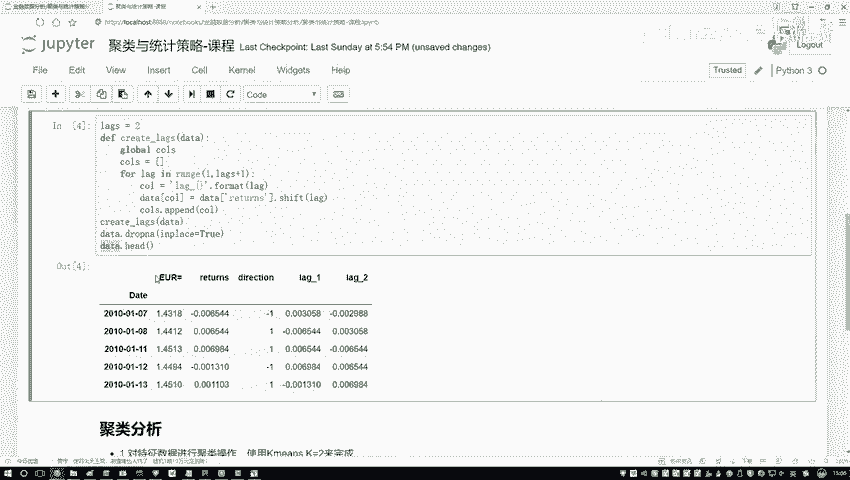 http://localhost:8888/notebooks/
jupyter 聚类与统计策略-课程 Last Checkpoint: Last Sunday at 5:54 PM (unsaved changes)
Logout
File Edit View Insert Cell Kernel Widgets Help
Trusted Python 3
Code
In [4]:
lags = 2
def create_lags(data):
global cols
cols = []
for lag in range(1,lags+1):
col = 'lag_{}'.format(lag)
data[col] = data['returns'].shift(lag)
cols.append(col)
create_lags(data)
data.dropna(inplace=True)
data.head()
Out[4]:
EUR= returns direction lag_1 lag_2
Date
2010-01-07 1.4318 -0.006544 -1 0.003058 -0.002988
2010-01-08 1.4412 0.006544 1 -0.006544 0.003058
2010-01-11 1.4513 0.006984 1 0.006544 -0.006544
2010-01-12 1.4494 -0.001310 -1 0.006984 0.006544
2010-01-13 1.4510 0.001103 1 -0.001310 0.006984
聚类分析
1.对特征数据进行聚类操作，使用Kmeans K=2来完成